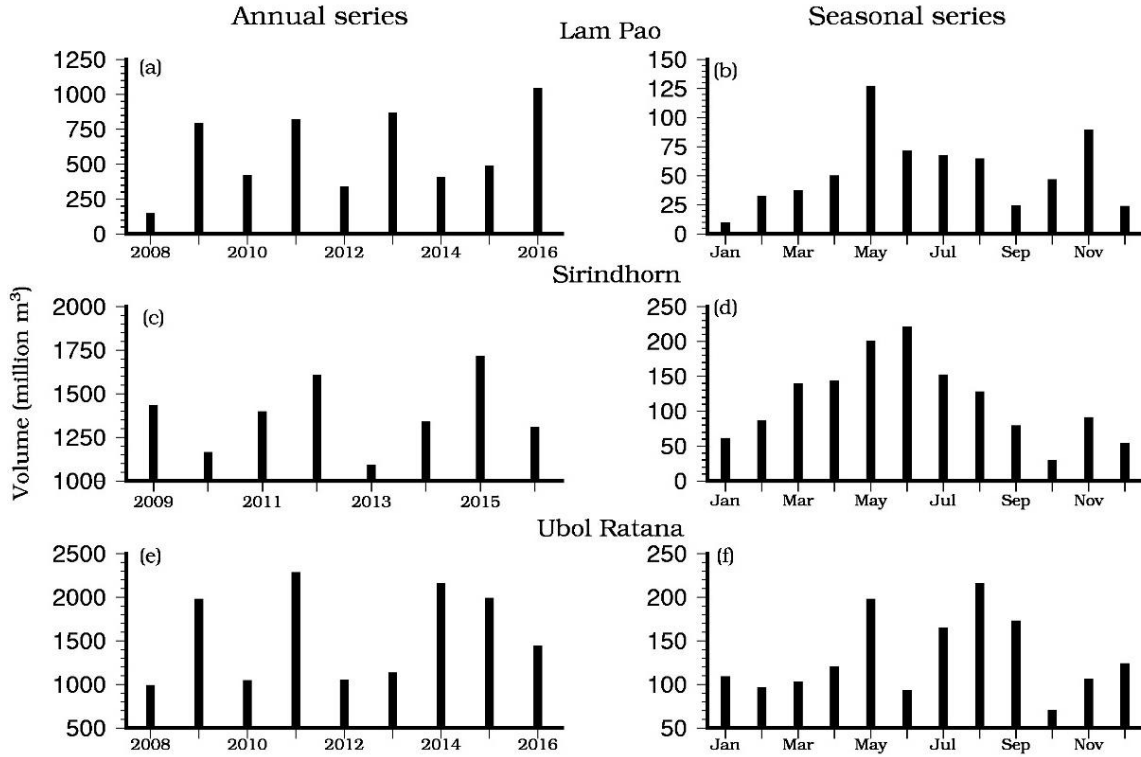 Annual series
Seasonal series
Lam Pao
(a)
1250
1000
750
500
250
0
2008 2010 2012 2014 2016
(b)
150
125
100
75
50
25
0
Jan Mar May Jul Sep Nov
Sirindhorn
Volume (million m³)
(c)
2000
1750
1500
1250
1000
2009 2011 2013 2015
(d)
250
200
150
100
50
0
Jan Mar May Jul Sep Nov
Ubol Ratana
(e)
2500
2000
1500
1000
500
2008 2010 2012 2014 2016
(f)
250
200
150
100
50
Jan Mar May Jul Sep Nov